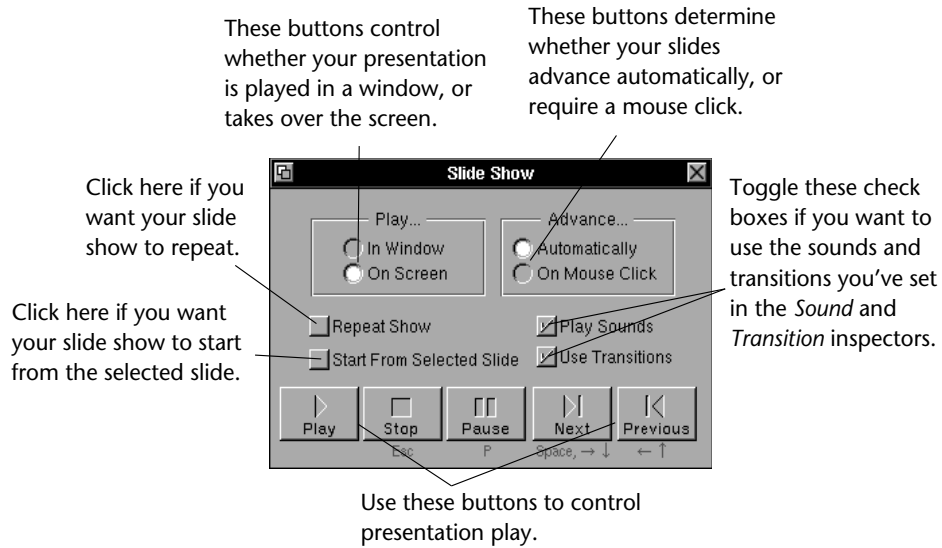 These buttons control
whether your presentation
is played in a window, or
takes over the screen.
These buttons determine
whether your slides
advance automatically, or
require a mouse click.
Click here if you
want your slide
show to repeat.
Click here if you want
your slide show to start
from the selected slide.
Slide Show
Play...
In Window
On Screen
Advance...
Automatically
On Mouse Click
Repeat Show
Start From Selected Slide
Play Sounds
Use Transitions
Play
Stop
Pause
Next
Previous
Esc
P
Space, → ↓
← ↑
Toggle these check
boxes if you want to
use the sounds and
transitions you’ve set
in the Sound and
Transition inspectors.
Use these buttons to control
presentation play.